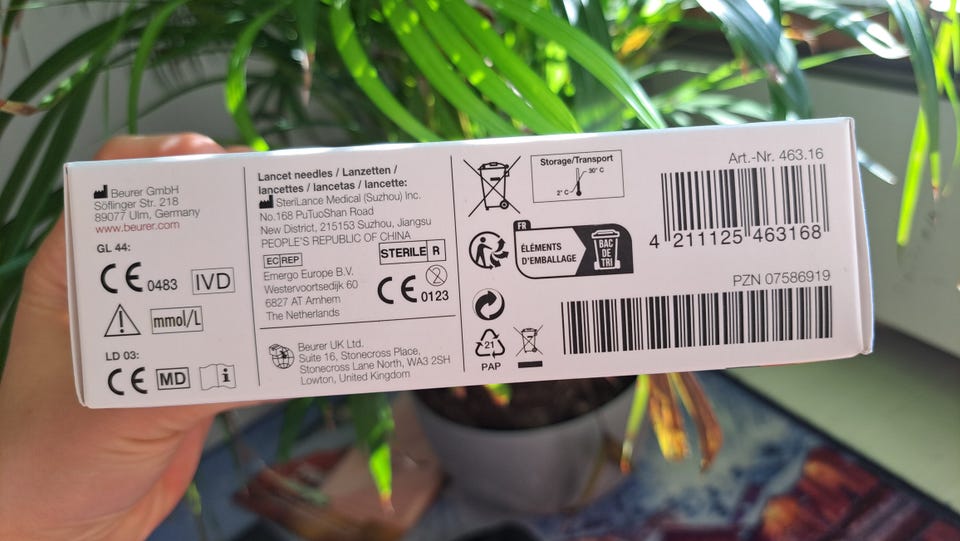 Beurer GmbH
Söflinger Str. 218
89077 Ulm, Germany
www.beurer.com
GL 44:
CE 0483 IVD
mmol/L
LD 03:
CE MD i
Lancet needles / Lanzetten /
lancettes / lancetas / lancette:
SteriLance Medical (Suzhou) Inc.
No.168 PuTuoShan Road
New District, 215153 Suzhou, Jiangsu
PEOPLE'S REPUBLIC OF CHINA
EC REP
STERILE R
Emergo Europe B.V.
Westervoortsedijk 60
6827 AT Arnhem
The Netherlands
2
CE 0123
Beurer UK Ltd.
Suite 16, Stonecross Place,
Stonecross Lane North, WA3 2SH
Lowton, United Kingdom
Storage/Transport
30°C
2°C
FR
ÉLÉMENTS
D'EMBALLAGE
BAC
DE
TRI
21
PAP
Art.-Nr. 463.16
4 211125 463168
PZN 07586919